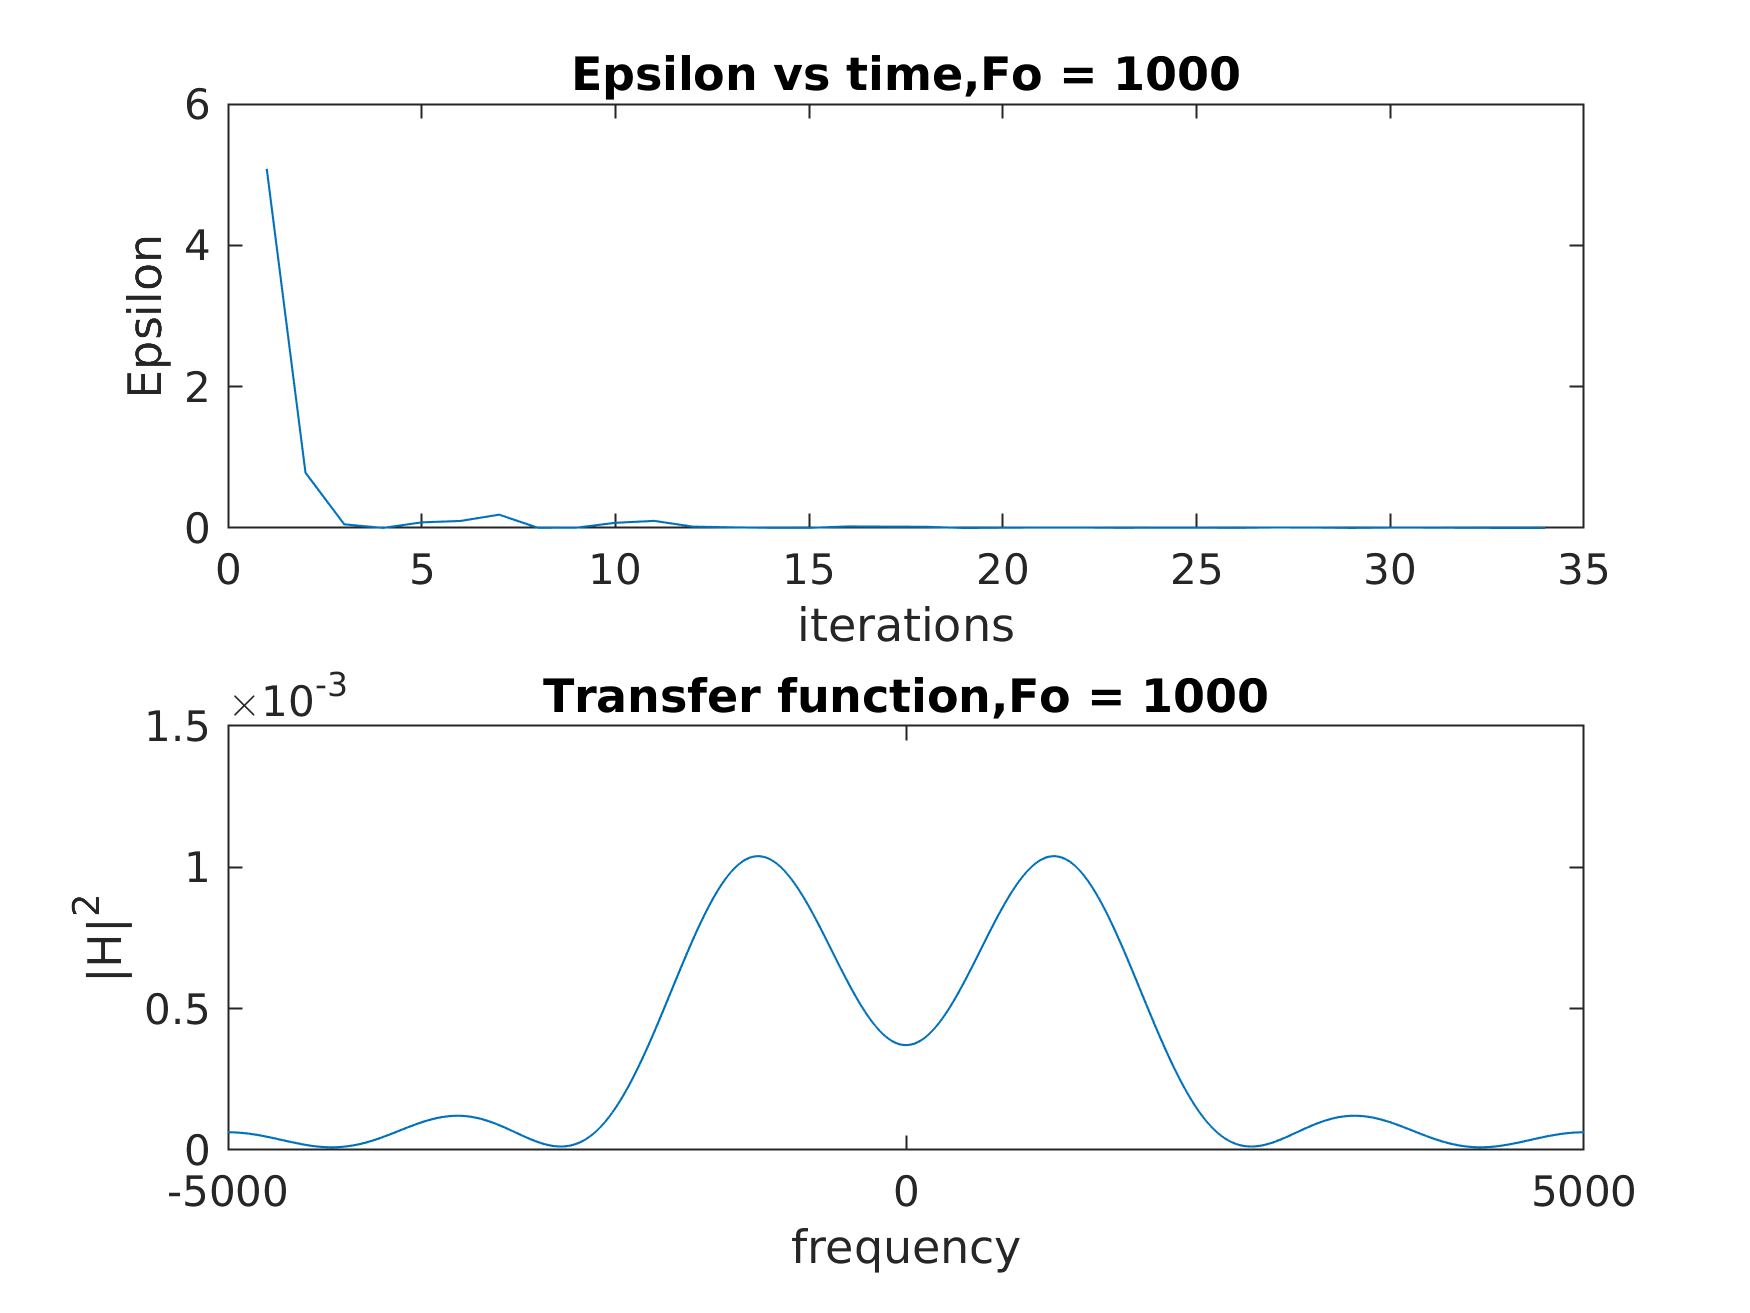 Epsilon vs time,Fo = 1000
6
4
2
0
Epsilon
0 5 10 15 20 25 30 35
iterations
×10-3
Transfer function,Fo = 1000
1.5
1
0.5
0
|H|2
-5000 0 5000
frequency